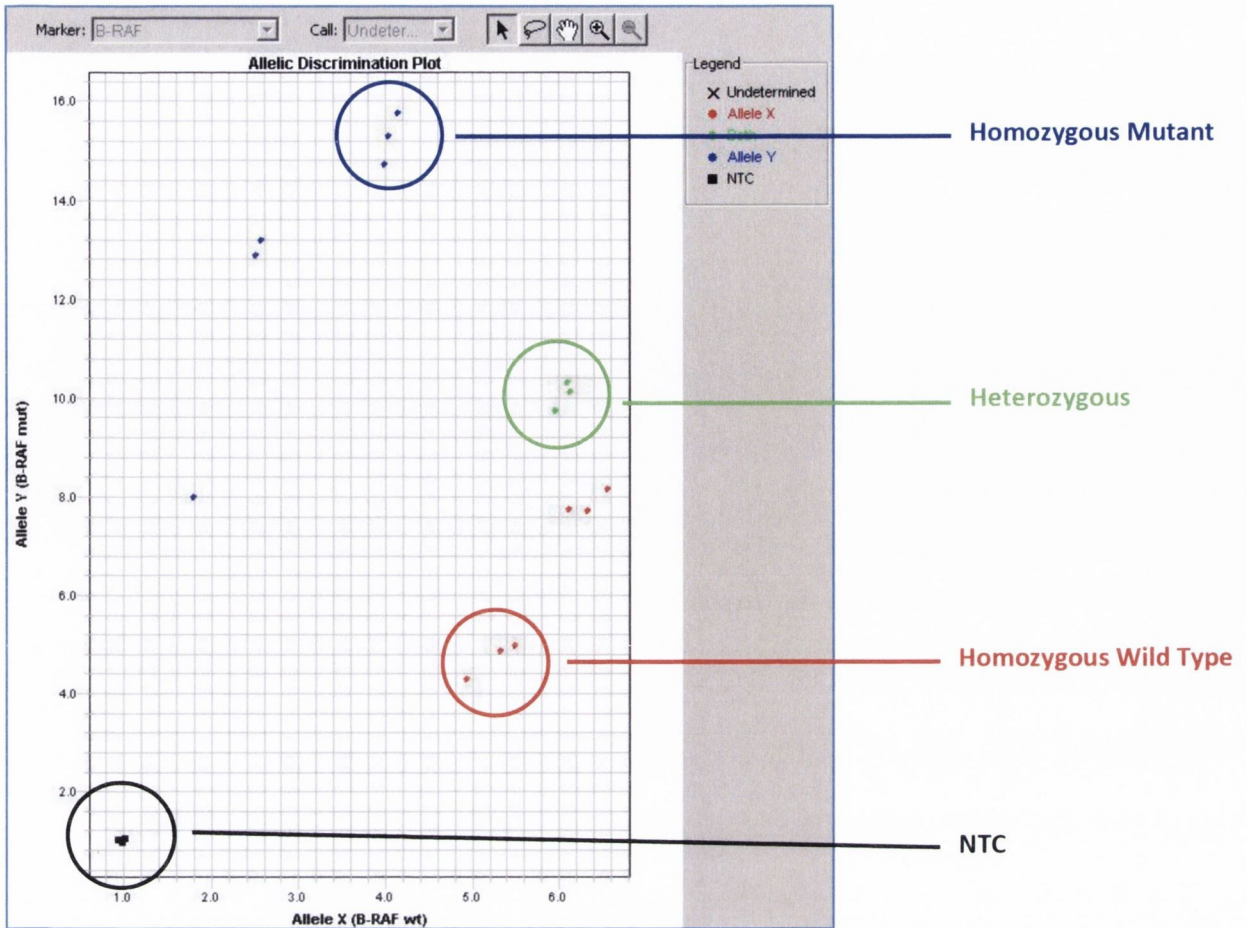 Marker: B-RAF Call: Undeter...
Allelic Discrimination Plot
Legend
Undetermined
Allele X
Both
Allele Y
NTC
Homozygous Mutant
Heterozygous
Homozygous Wild Type
NTC
16.0
14.0
12.0
10.0
8.0
6.0
4.0
2.0
Allele Y (B-RAF mut)
1.0 2.0 3.0 4.0 5.0 6.0
Allele X (B-RAF wt)